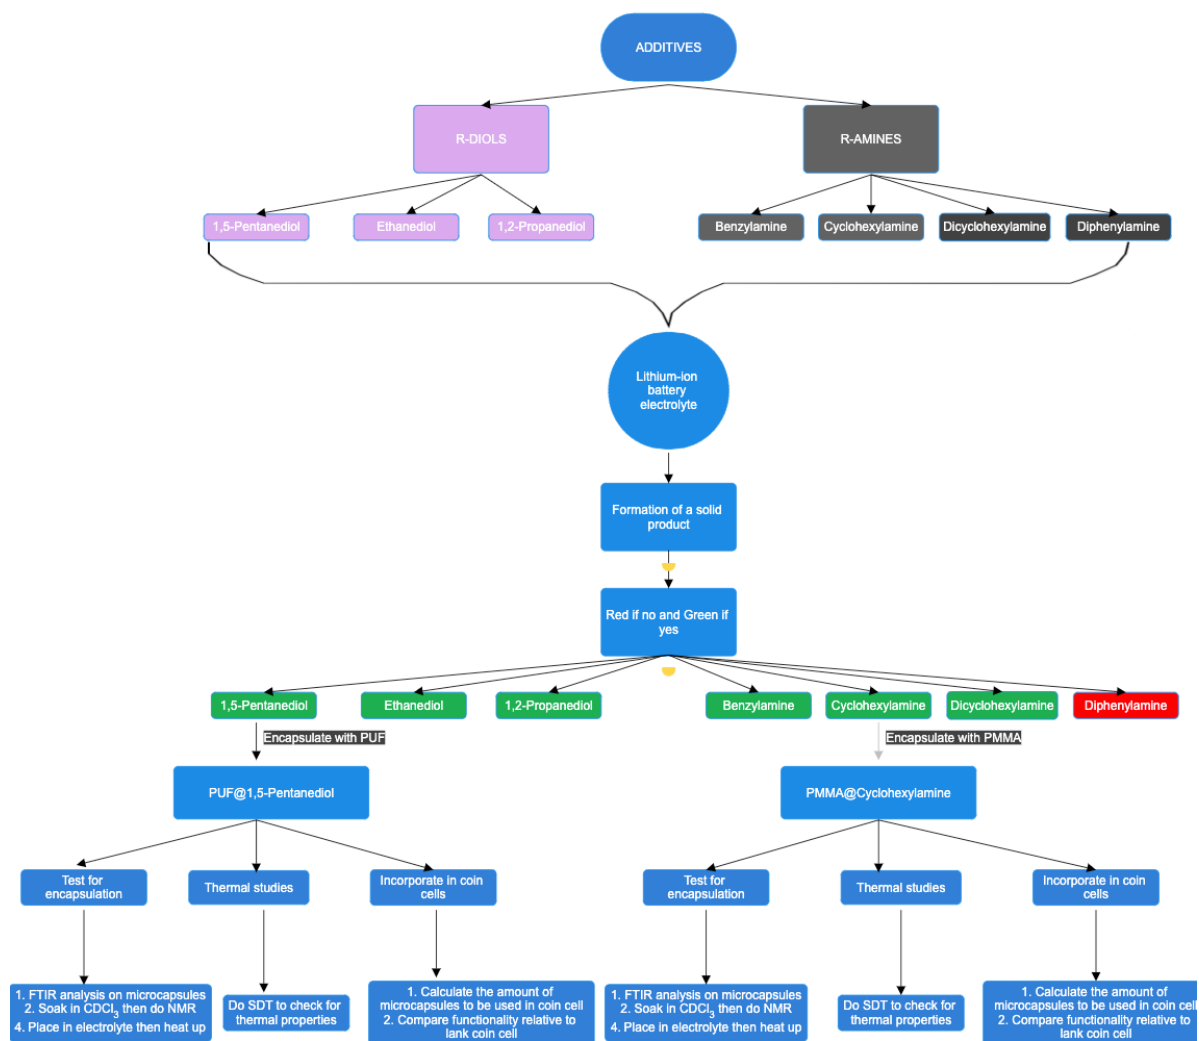 ADDITIVES
R-DIOLS
R-AMINES
1,5-Pentanediol
Ethanediol
1,2-Propanediol
Benzylamine
Cyclohexylamine
Dicyclohexylamine
Diphenylamine
Lithium-ion
battery
electrolyte
Formation of a solid
product
Red if no and Green if
yes
1,5-Pentanediol
Ethanediol
1,2-Propanediol
Benzylamine
Cyclohexylamine
Dicyclohexylamine
Diphenylamine
Encapsulate with PUF
Encapsulate with PMMA
PUF@1,5-Pentanediol
PMMA@Cyclohexylamine
Test for
encapsulation
Thermal studies
Incorporate in coin
cells
Test for
encapsulation
Thermal studies
Incorporate in coin
cells
1. FTIR analysis on microcapsules
2. Soak in CDCl₃ then do NMR
4. Place in electrolyte then heat up
Do SDT to check for
thermal properties
1. Calculate the amount of
microcapsules to be used in coin cell
2. Compare functionality relative to
lank coin cell
1. FTIR analysis on microcapsules
2. Soak in CDCl₃ then do NMR
4. Place in electrolyte then heat up
Do SDT to check for
thermal properties
1. Calculate the amount of
microcapsules to be used in coin cell
2. Compare functionality relative to
lank coin cell